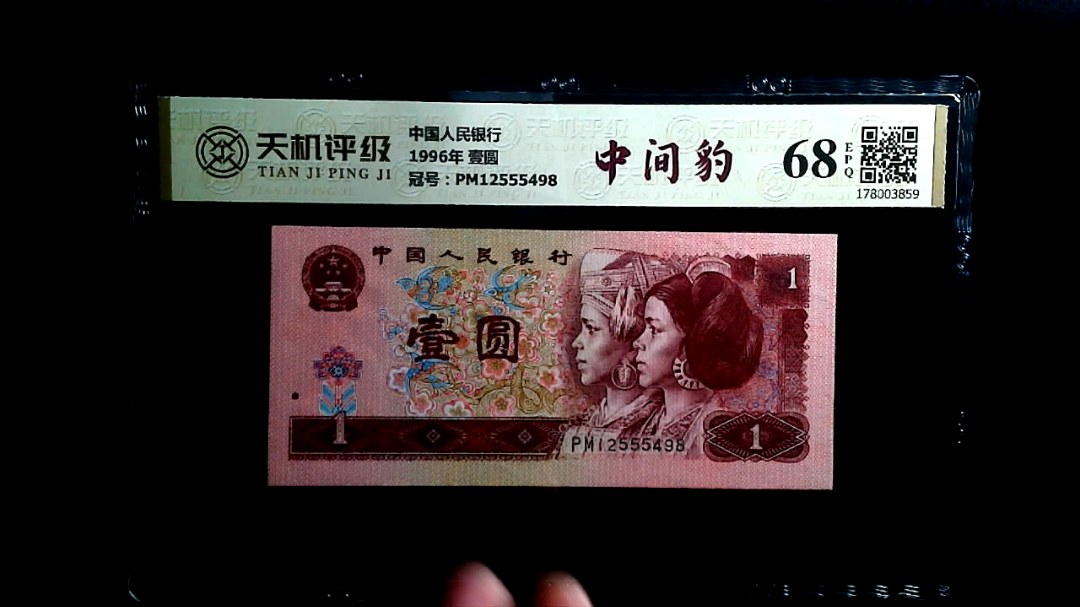 天机评级
TIAN JI PING JI
中国人民银行
1996年 壹圆
冠号：PM12555498
中间豹
68
EPQ
178003859
中国人民银行
1
壹圆
1
PM12555498
1